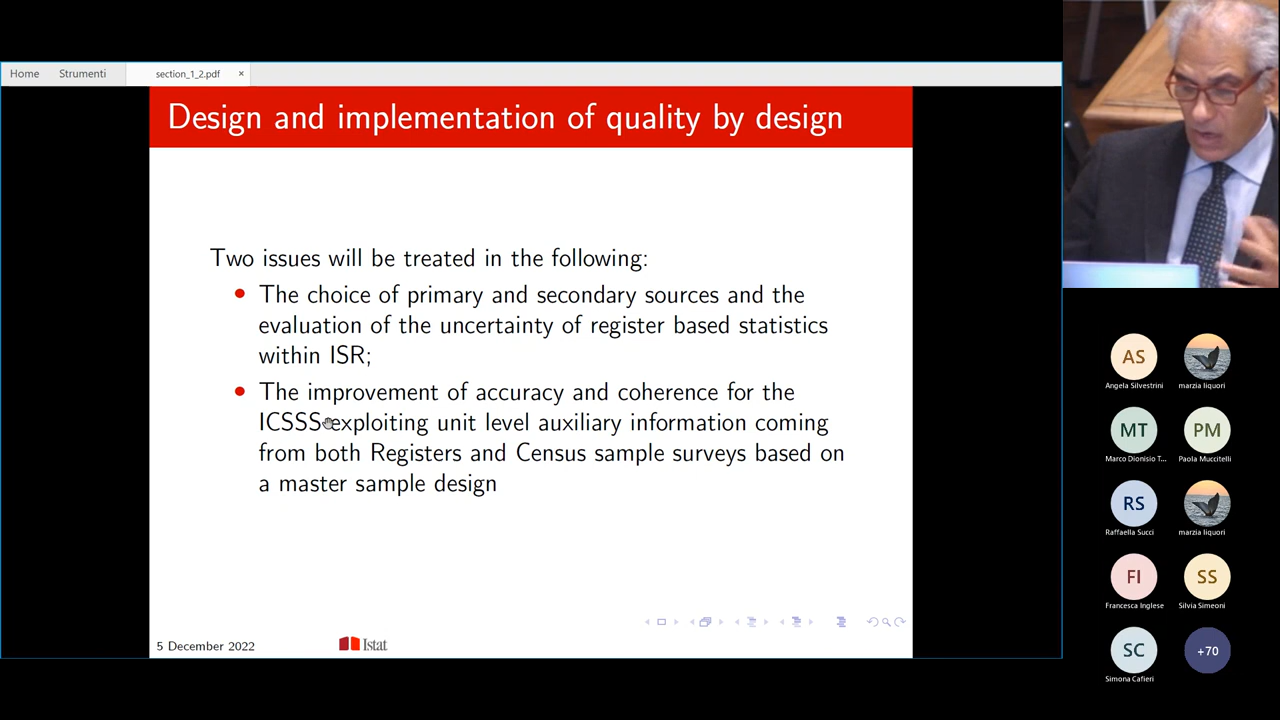 Home Strumenti section_1_2.pdf ×
Design and implementation of quality by design
Two issues will be treated in the following:
• The choice of primary and secondary sources and the
evaluation of the uncertainty of register based statistics
within ISR;
• The improvement of accuracy and coherence for the
ICSSS exploiting unit level auxiliary information coming
from both Registers and Census sample surveys based on
a master sample design
5 December 2022
Istat
AS
Angela Silvestrini
marzia liquori
MT
PM
Marco Dionisio T...
Paola Muccitelli
RS
Raffaella Succi
marzia liquori
FI
SS
Francesca Inglese
Silvia Simeoni
SC
+70
Simona Cafieri